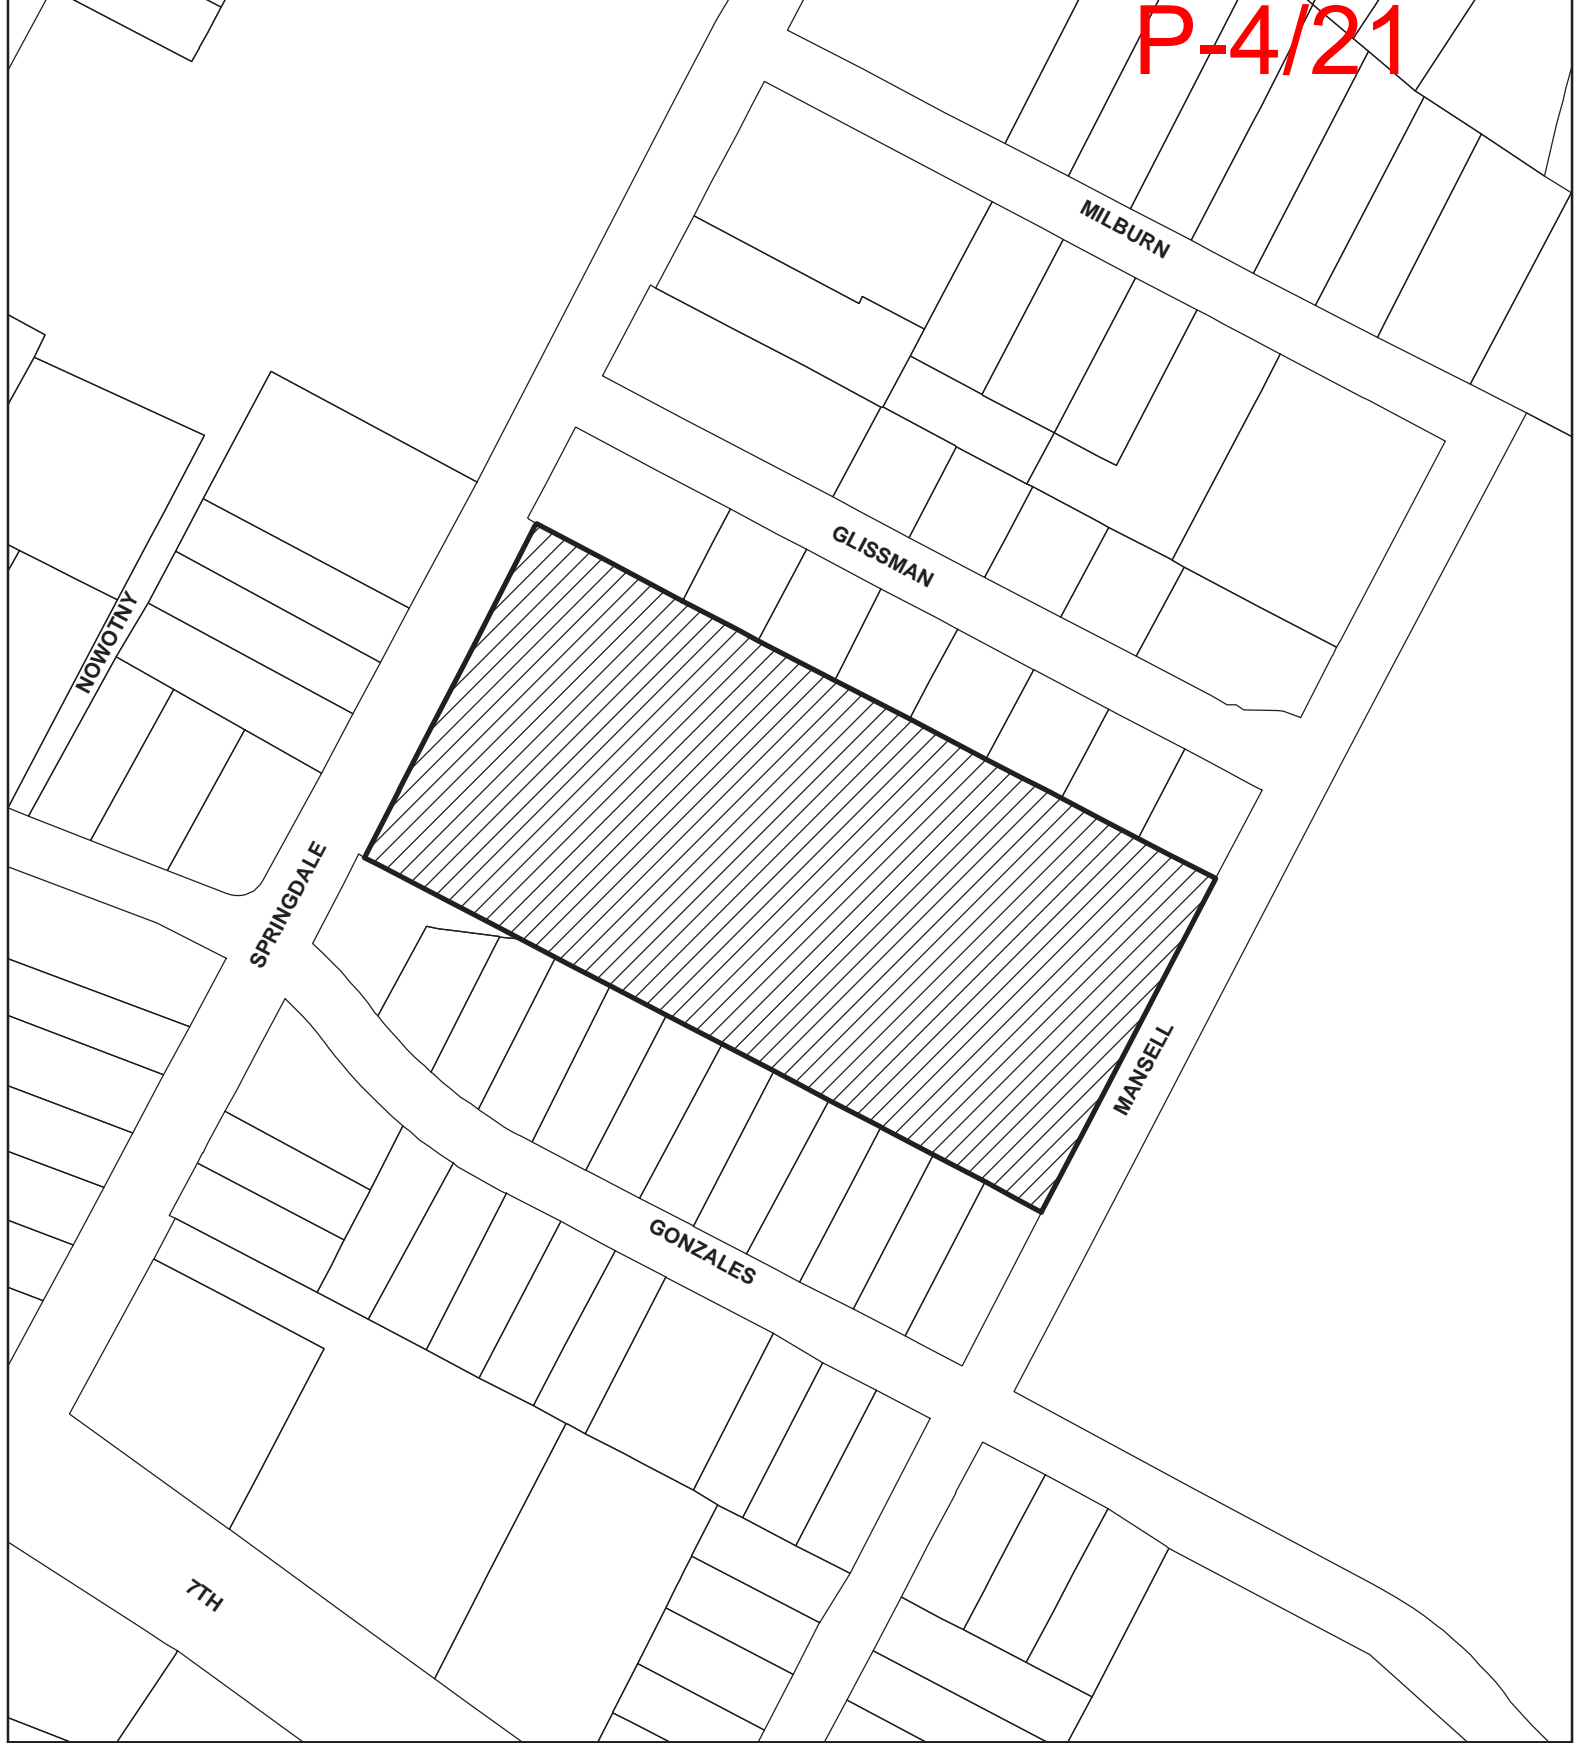 P-4/21
MILBURN
GLISSMAN
NOWOTNY
SPRINGDALE
MANSELL
GONZALES
7TH